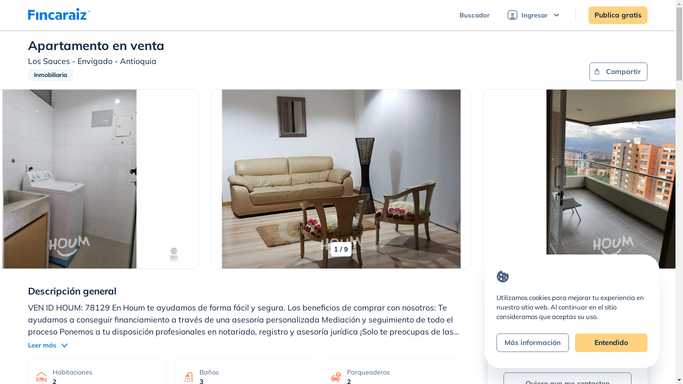 Fincaraiz
Buscador
Ingresar
Publica gratis
Apartamento en venta
Los Sauces - Envigado - Antioquia
Inmobiliaria
Compartir
HOUM
HOUM
1 / 9
HOUM
Descripción general
VEN ID HOUM: 78129 En Houm te ayudamos de forma fácil y segura. Los beneficios de comprar con nosotros: Te
ayudamos a conseguir financiamiento a través de una asesoría personalizada Mediación y seguimiento de todo el
proceso Ponemos a tu disposición profesionales en notariado, registro y asesoría jurídica ¡Solo te preocupas de las...
Leer más
Habitaciones
2
Baños
3
Parqueaderos
2
Utilizamos cookies para mejorar tu experiencia en
nuestro sitio web. Al continuar en el sitio
consideramos que aceptas su uso.
Más información
Entendido
Quiero que me contacten